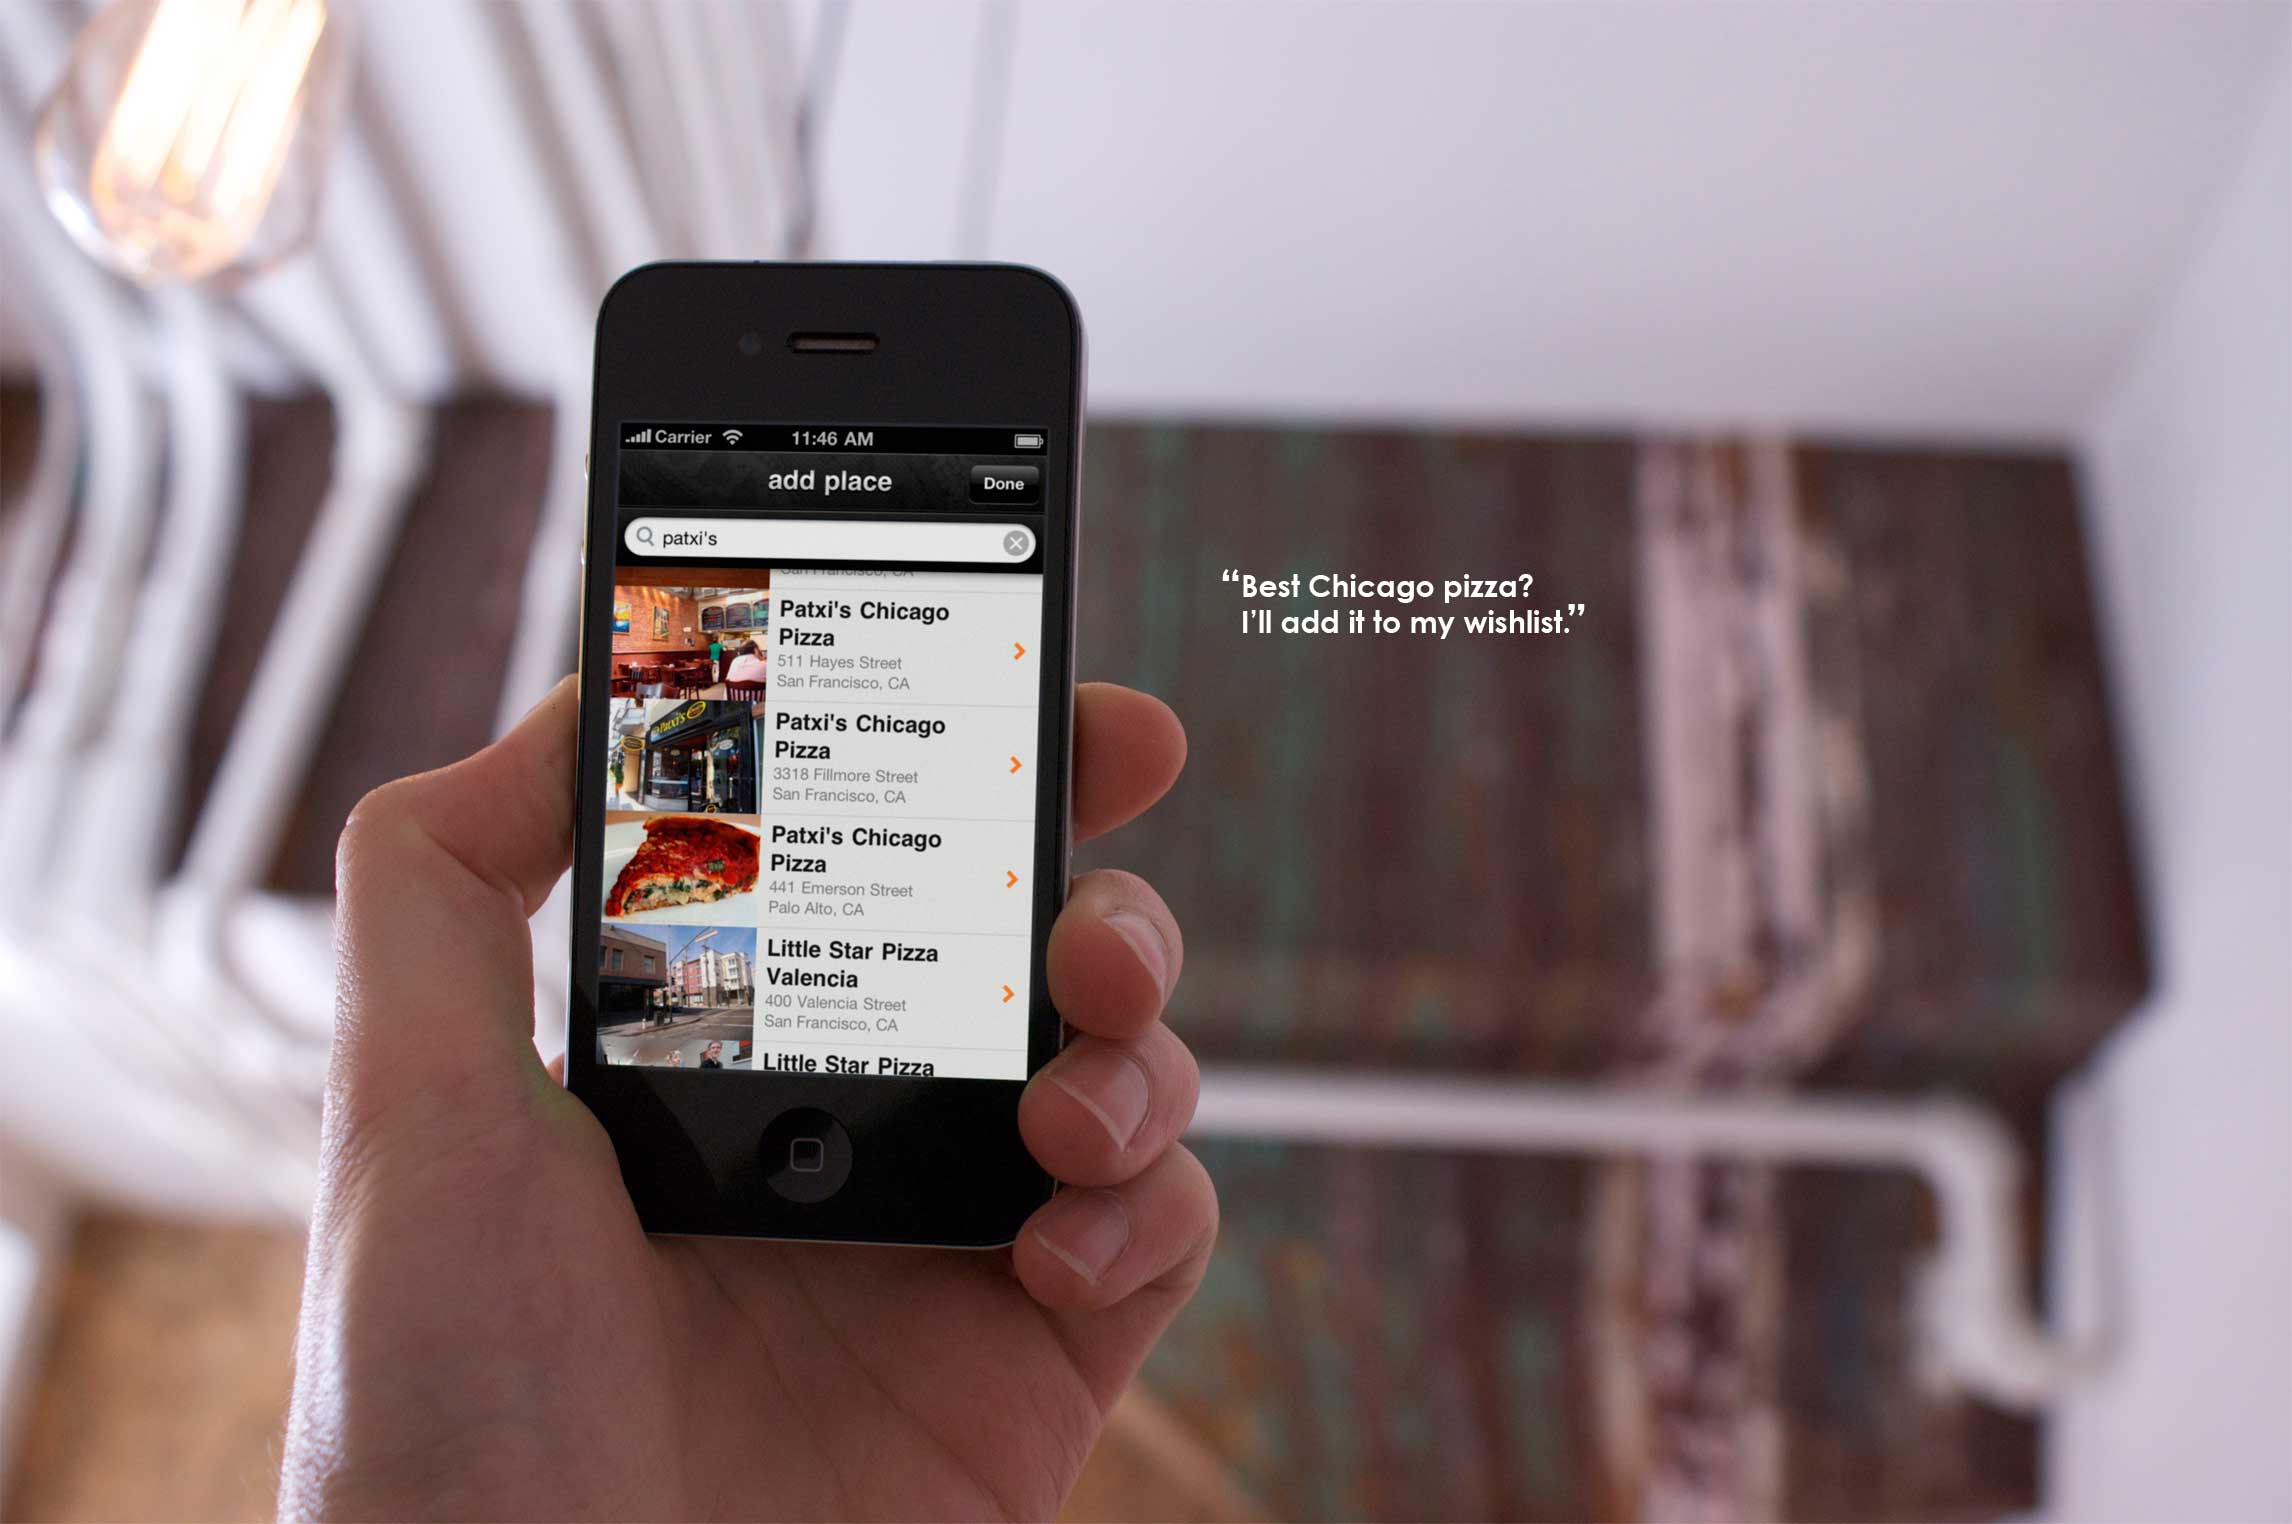 Carrier 11:46 AM
add place Done
patxi's
San Francisco, CA
Patxi's Chicago
Pizza
511 Hayes Street
San Francisco, CA
Patxi's
Patxi's Chicago
Pizza
3318 Fillmore Street
San Francisco, CA
Patxi's Chicago
Pizza
441 Emerson Street
Palo Alto, CA
Little Star Pizza
Valencia
400 Valencia Street
San Francisco, CA
Little Star Pizza
“Best Chicago pizza?
I’ll add it to my wishlist.”